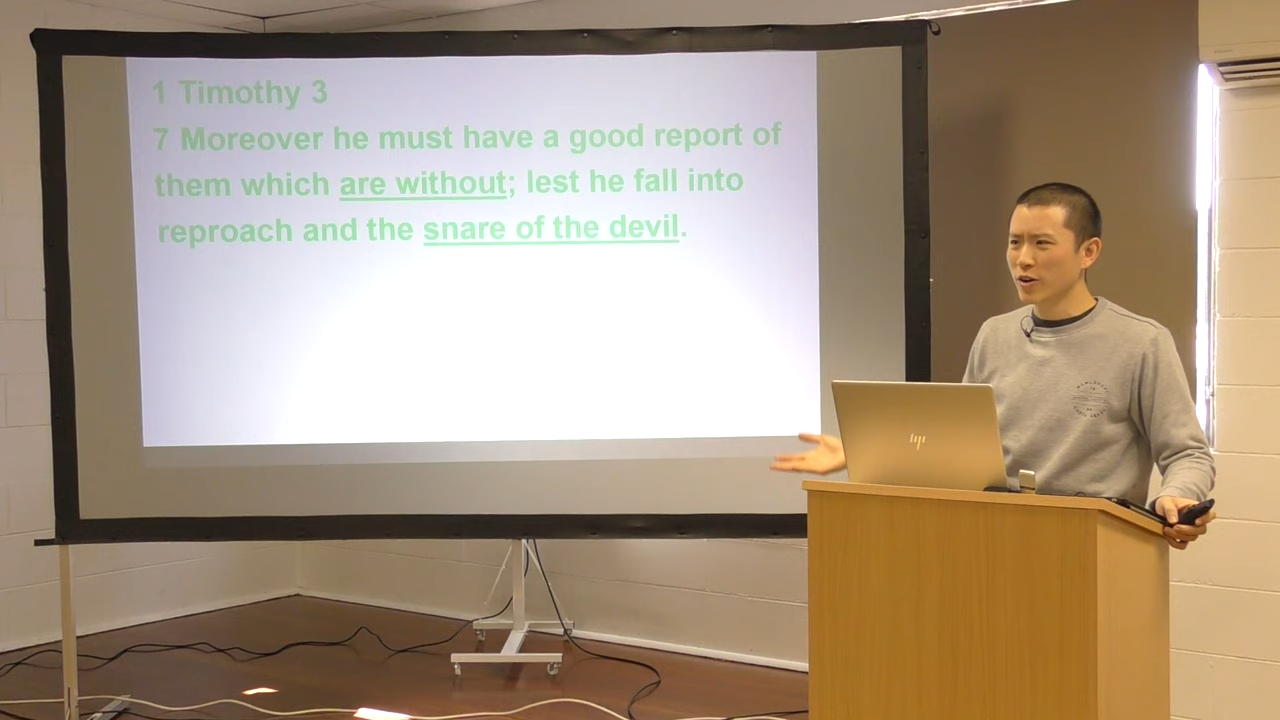 1 Timothy 3
7 Moreover he must have a good report of
them which are without; lest he fall into
reproach and the snare of the devil.
hp